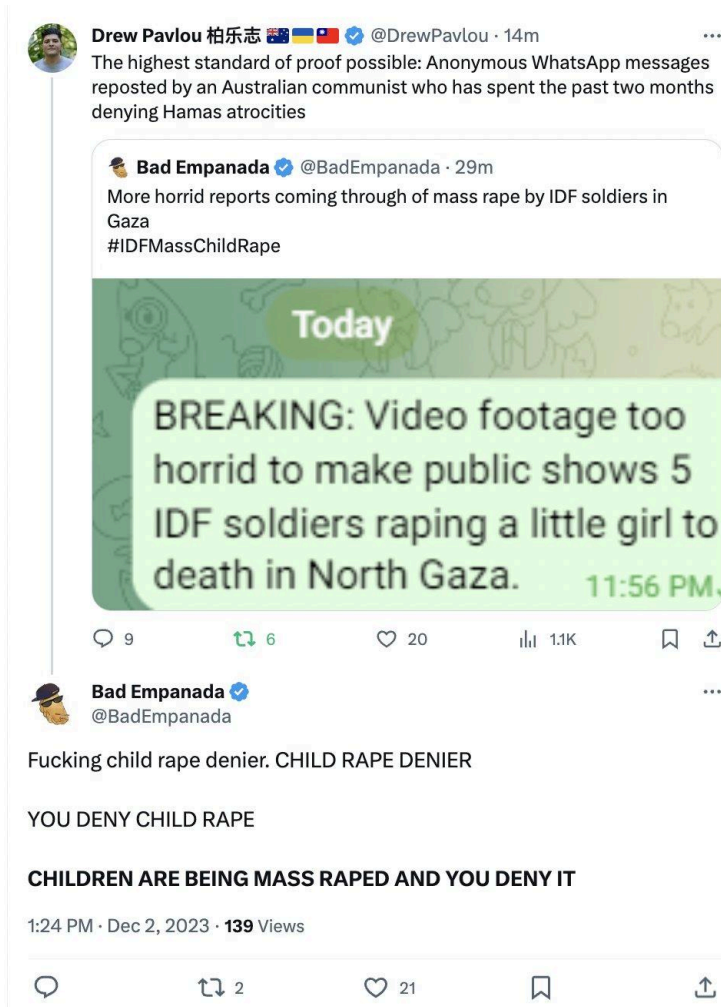 Drew Pavlou 柏乐志 🇦🇺🇺🇦🇹🇼 @DrewPavlou · 14m
The highest standard of proof possible: Anonymous WhatsApp messages
reposted by an Australian communist who has spent the past two months
denying Hamas atrocities
Bad Empanada @BadEmpanada · 29m
More horrid reports coming through of mass rape by IDF soldiers in
Gaza
#IDFMassChildRape
Today
BREAKING: Video footage too
horrid to make public shows 5
IDF soldiers raping a little girl to
death in North Gaza.
11:56 PM
9 6 20 1.1K
Bad Empanada
@BadEmpanada
Fucking child rape denier. CHILD RAPE DENIER
YOU DENY CHILD RAPE
CHILDREN ARE BEING MASS RAPED AND YOU DENY IT
1:24 PM · Dec 2, 2023 · 139 Views
2 21